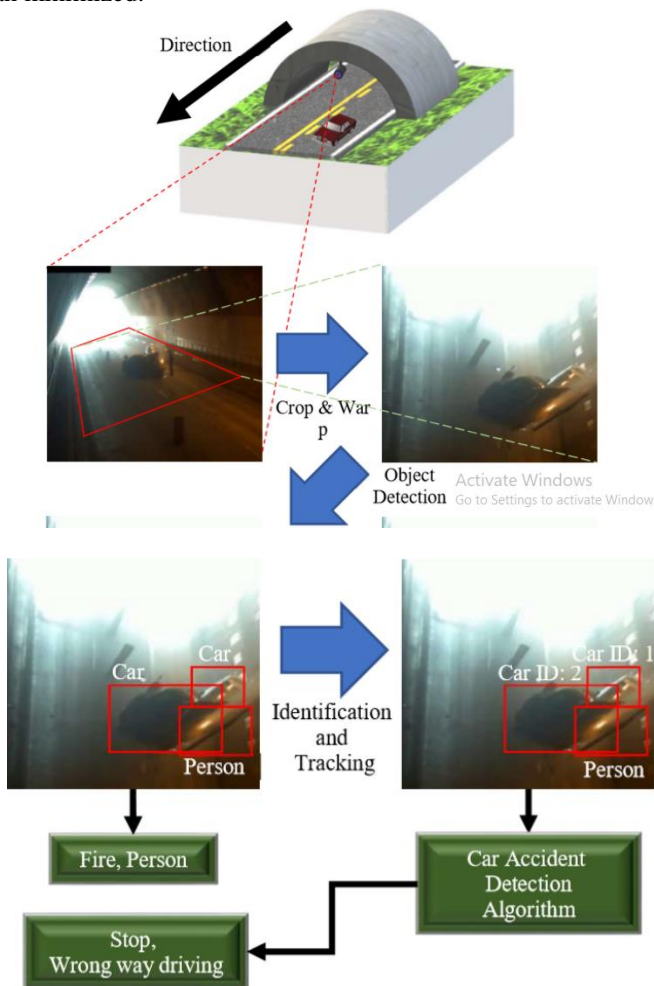 Direction
Crop & War
p
Object
Detection
Activate Windows
Go to Settings to activate Window
Car
Car
Person
Identification
and
Tracking
Car ID: 1
Car ID: 2
Person
Fire, Person
Car Accident
Detection
Algorithm
Stop,
Wrong way driving